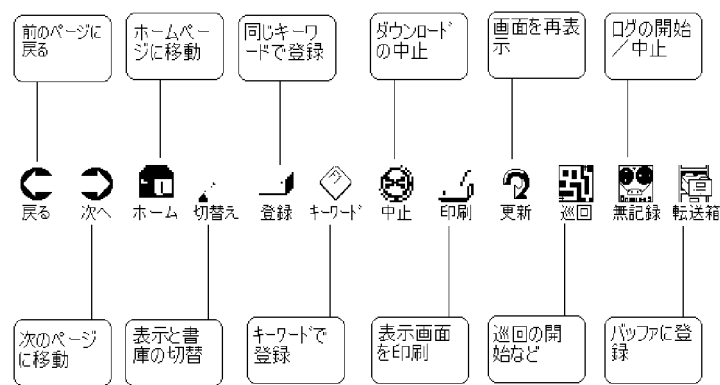 前のページに
戻る
ホームペー
ジに移動
同じキーワ
ードで登録
ダウンロード
の中止
画面を再表
示
ログの開始
/中止
戻る 次へ ホーム 切替え 登録 キーワード 中止 印刷 更新 巡回 無記録 転送箱
次のページ
に移動
表示と書
庫の切替
キーワードで
登録
表示画面
を印刷
巡回の開
始など
バッファに登
録